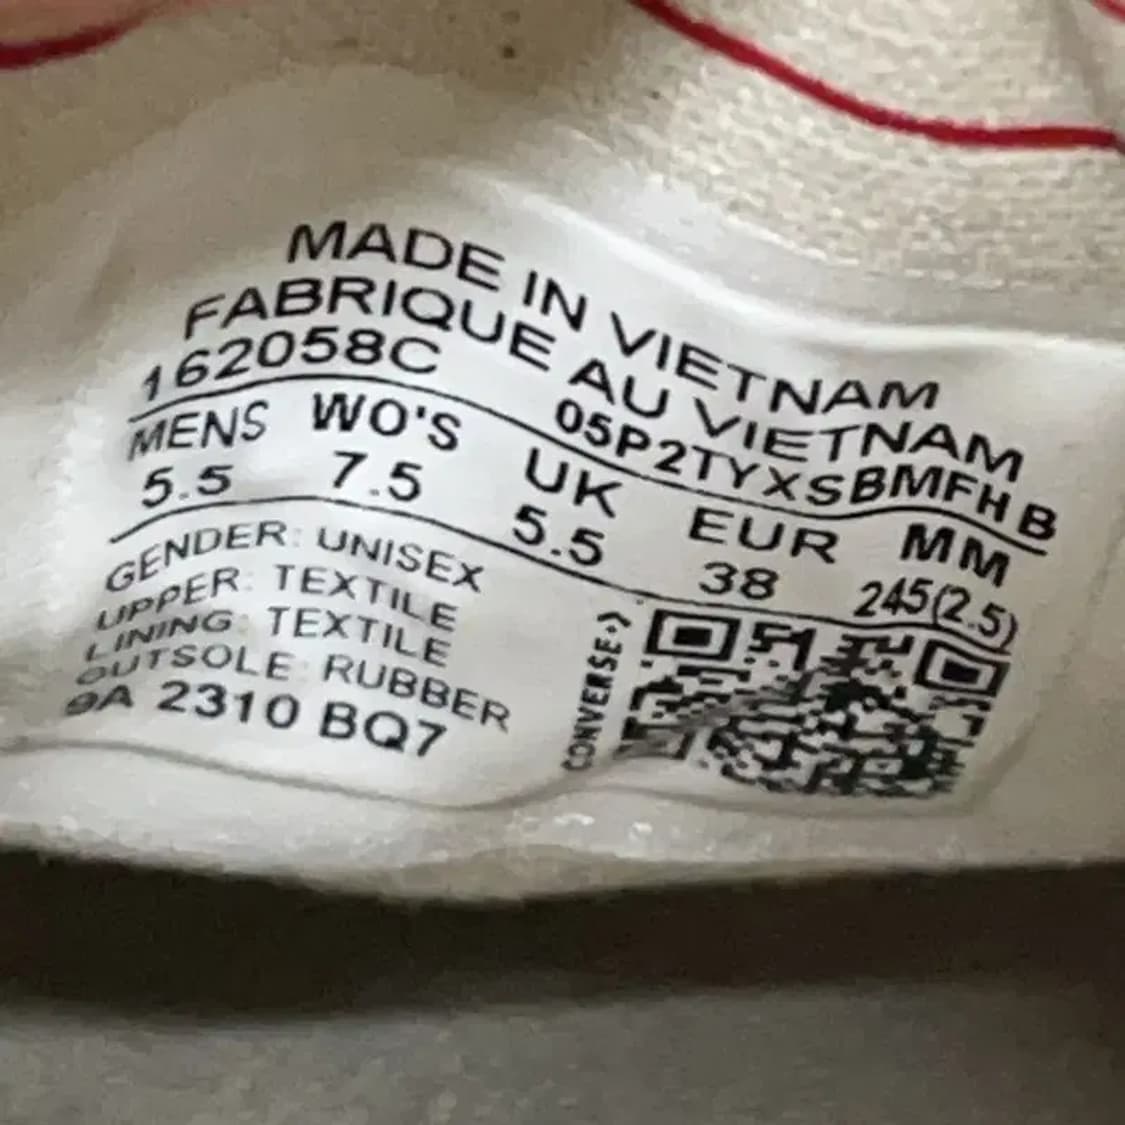 MADE IN VIETNAM
FABRIQUE AU VIETNAM
162058C 05P2TYXSBMFHB
MENS WO'S UK EUR MM
5.5 7.5 5.5 38 245(2.5)
GENDER: UNISEX
UPPER: TEXTILE
LINING: TEXTILE
OUTSOLE: RUBBER
9A 2310 BQ7
CONVERSE